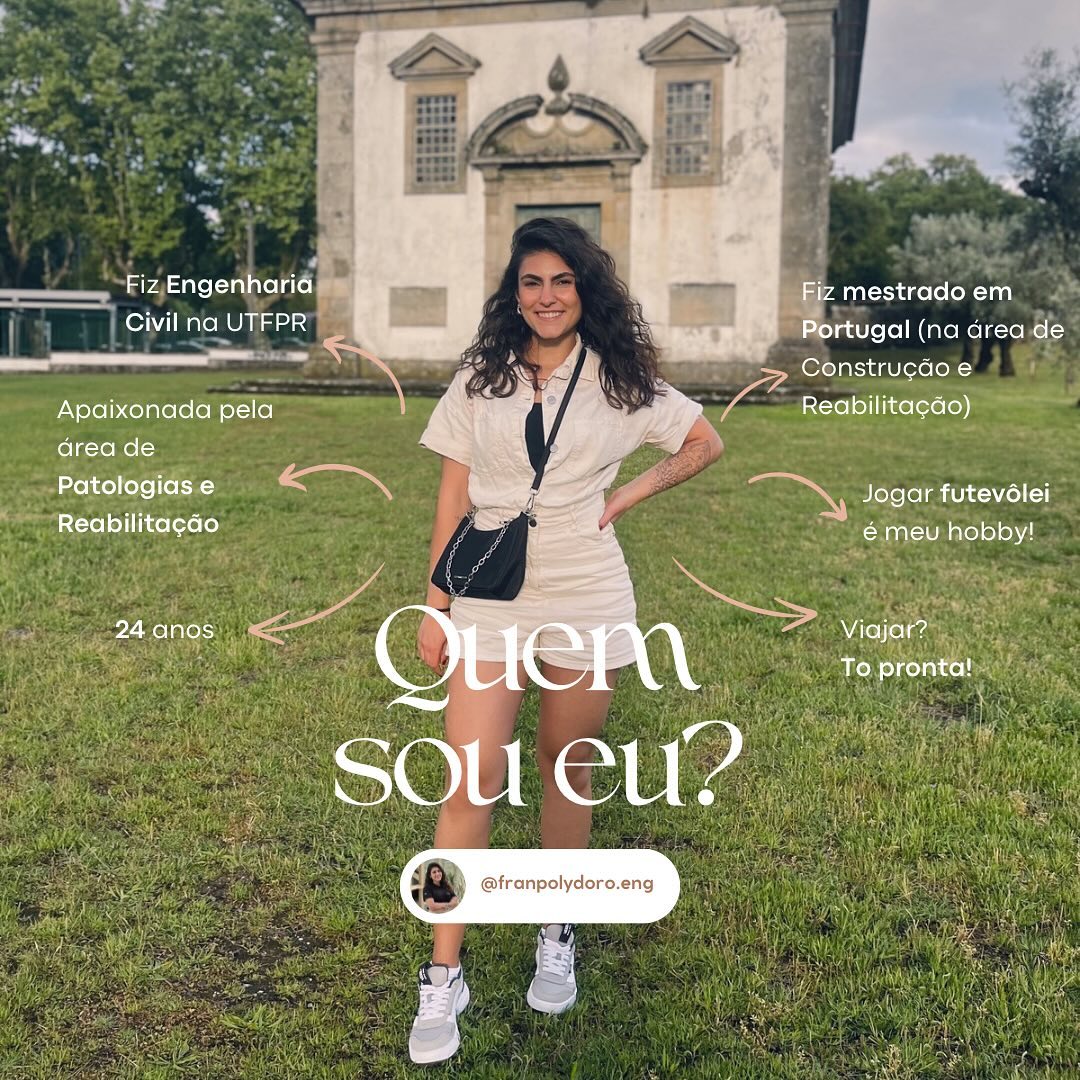 Fiz Engenharia
Civil na UTFPR
Apaixonada pela
área de
Patologias e
Reabilitação
24 anos
Fiz mestrado em
Portugal (na área de
Construção e
Reabilitação)
Jogar futevôlei
é meu hobby!
Viajar?
To pronta!
Quem
sou eu?
@franpolydoro.eng